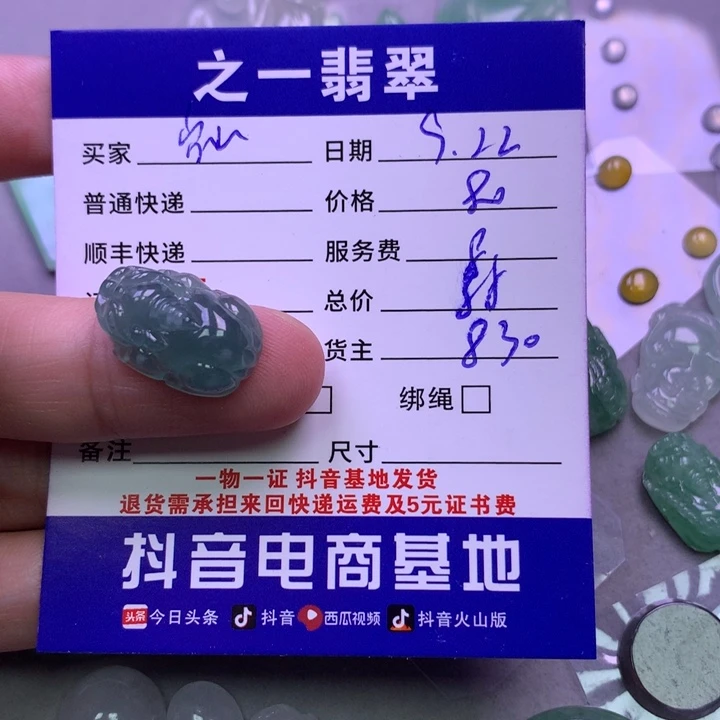 之一翡翠
买家 日期 5.22
普通快递 价格 80
顺丰快递 服务费
总价
货主 830
绑绳
备注 尺寸
一物一证 抖音基地发货
退货需承担来回快递运费及5元证书费
抖音电商基地
头条 今日头条 抖音 西瓜视频 抖音火山版